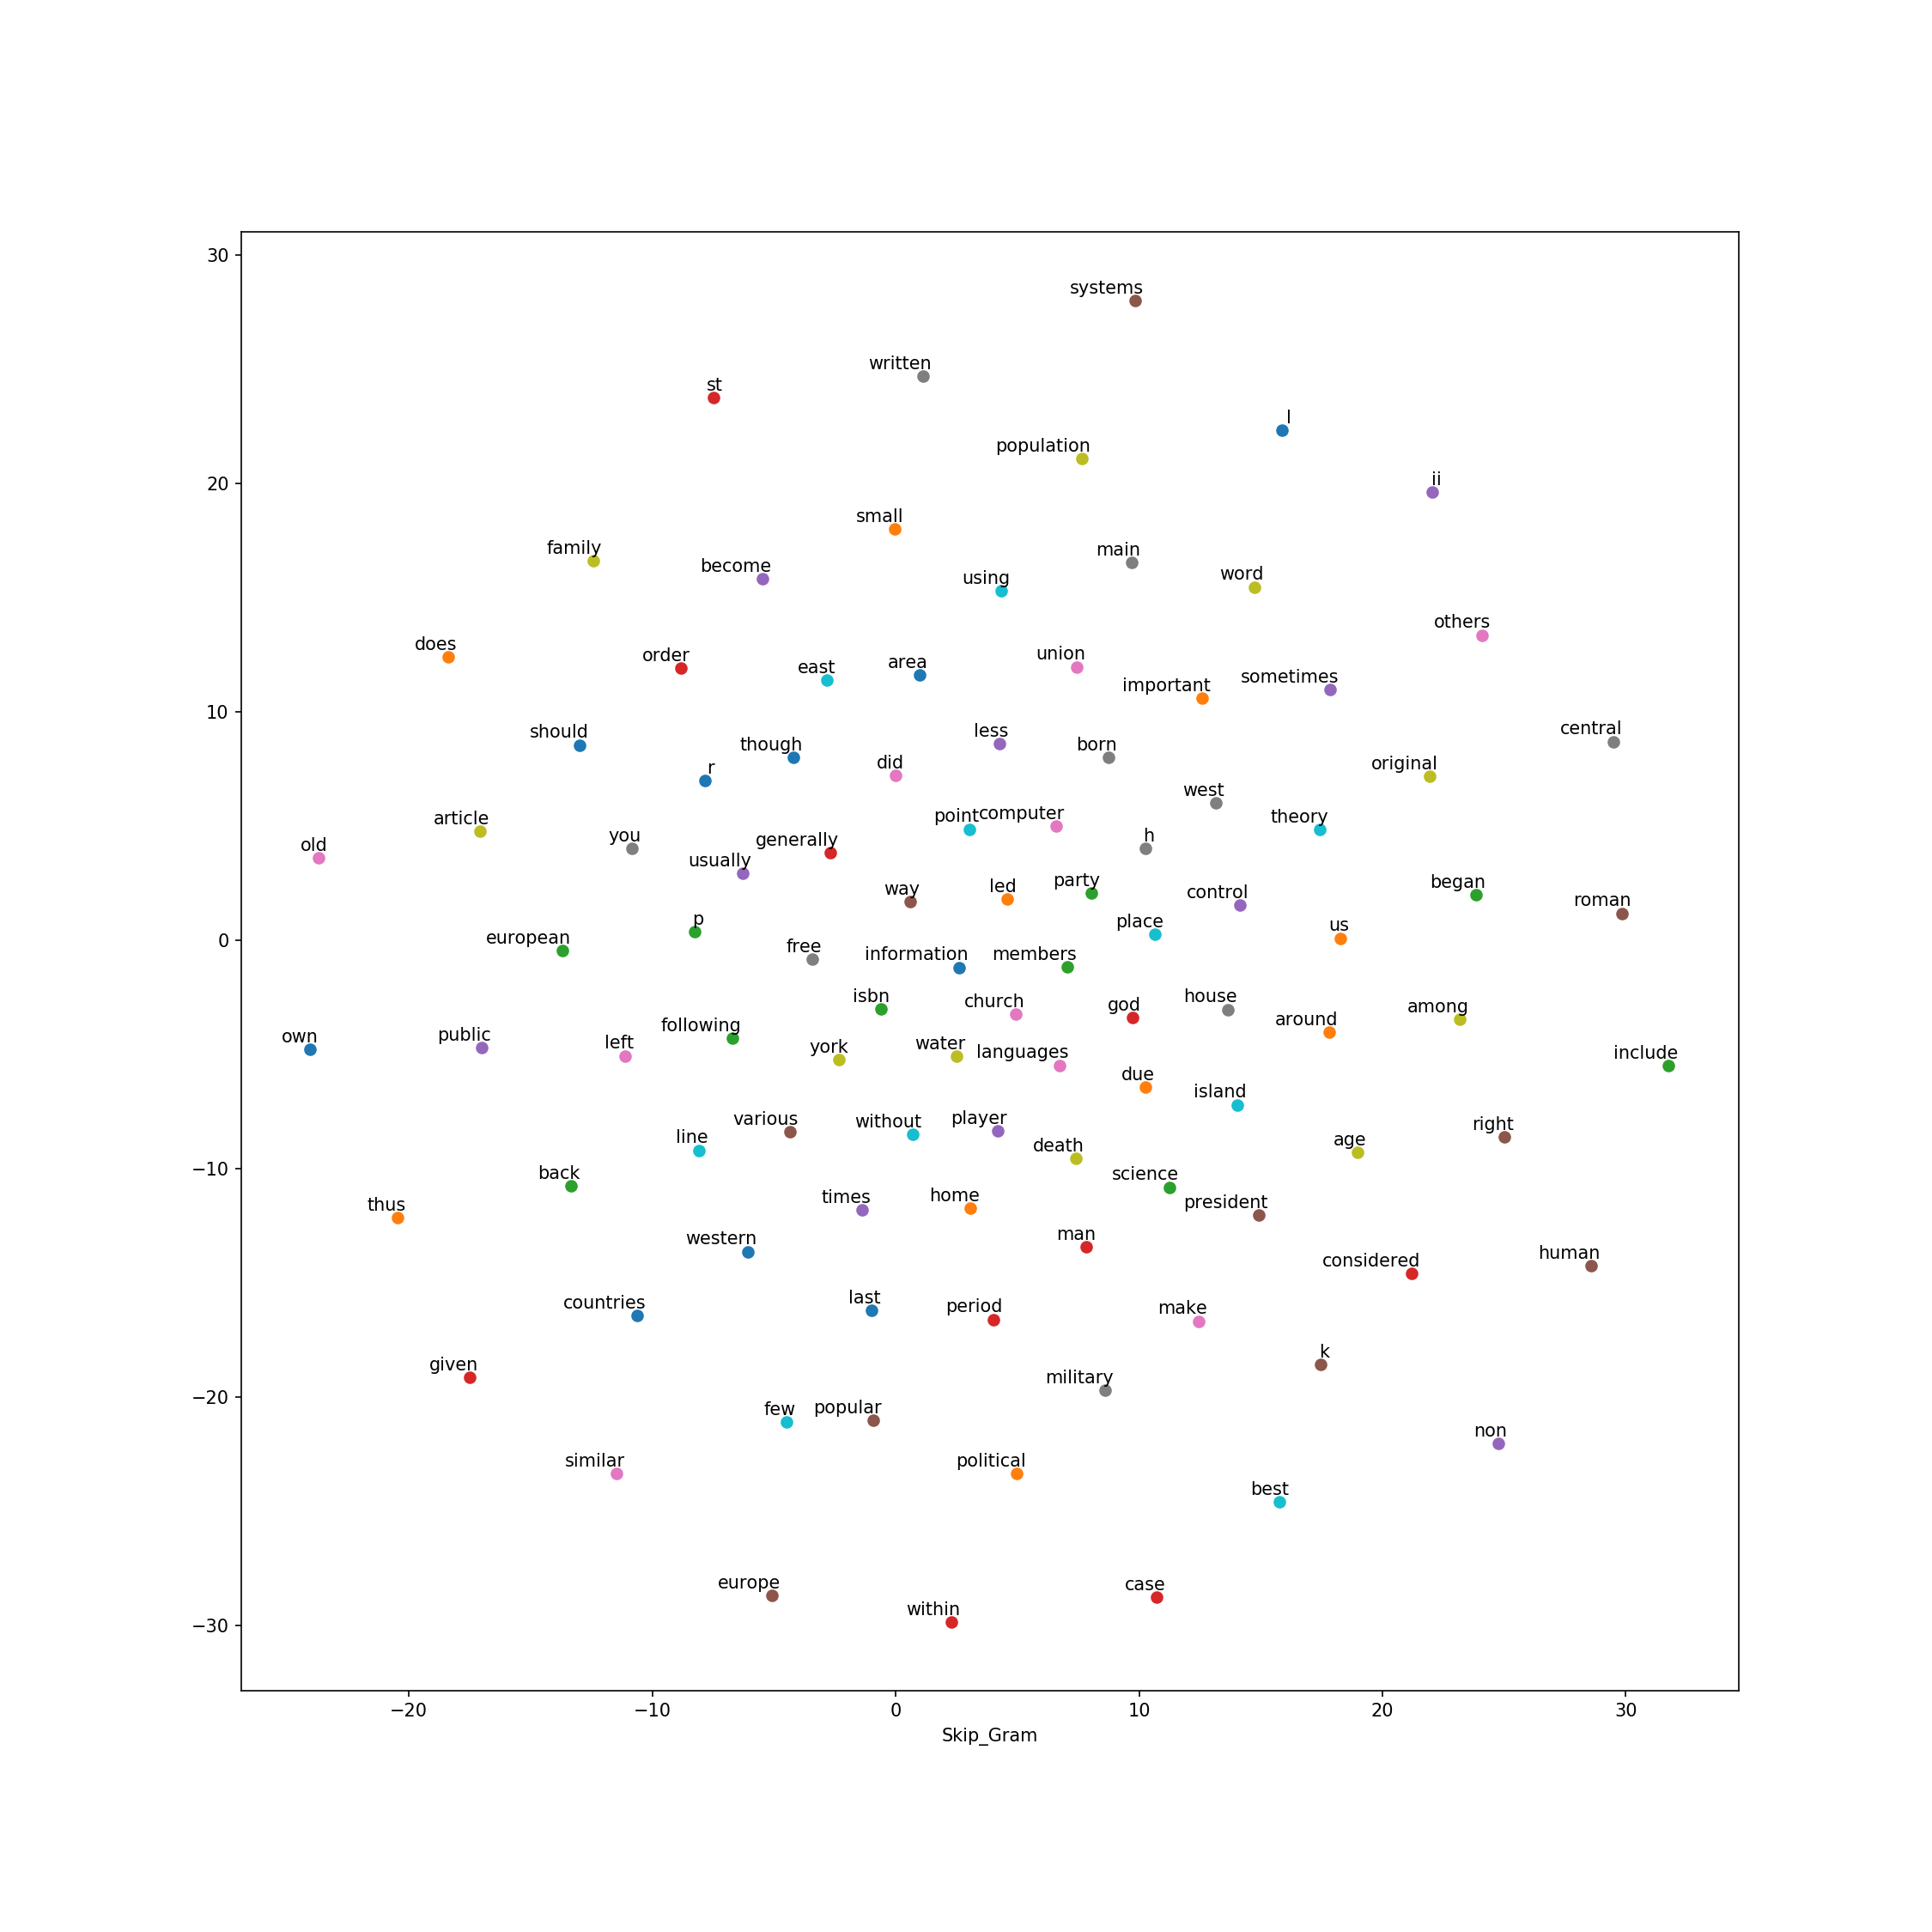 30
systems
written
st
l
population
20
ii
small
family
main
become
word
using
others
does
union
order
area
east
sometimes
important
10
central
should
less
though
born
did
original
r
west
computer
point
theory
article
you
h
generally
old
usually
party
began
led
way
control
roman
p
place
us
0
european
free
information
members
isbn
house
church
god
among
around
following
public
own
left
water
york
languages
include
due
island
player
various
without
right
line
age
death
−10
back
science
home
times
president
thus
man
western
human
considered
last
countries
period
make
k
given
military
−20
popular
few
non
similar
political
best
europe
case
within
−30
−20 −10 0 10 20 30
Skip_Gram